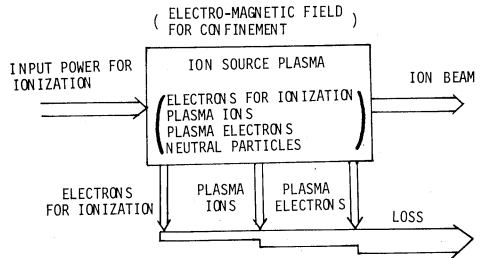 ( ELECTRO-MAGNETIC FIELD
FOR CONFINEMENT )
INPUT POWER FOR
IONIZATION
ION SOURCE PLASMA
ION BEAM
(ELECTRONS FOR IONIZATION
PLASMA IONS
PLASMA ELECTRONS
NEUTRAL PARTICLES)
ELECTRONS
FOR IONIZATION
PLASMA
IONS
PLASMA
ELECTRONS
LOSS